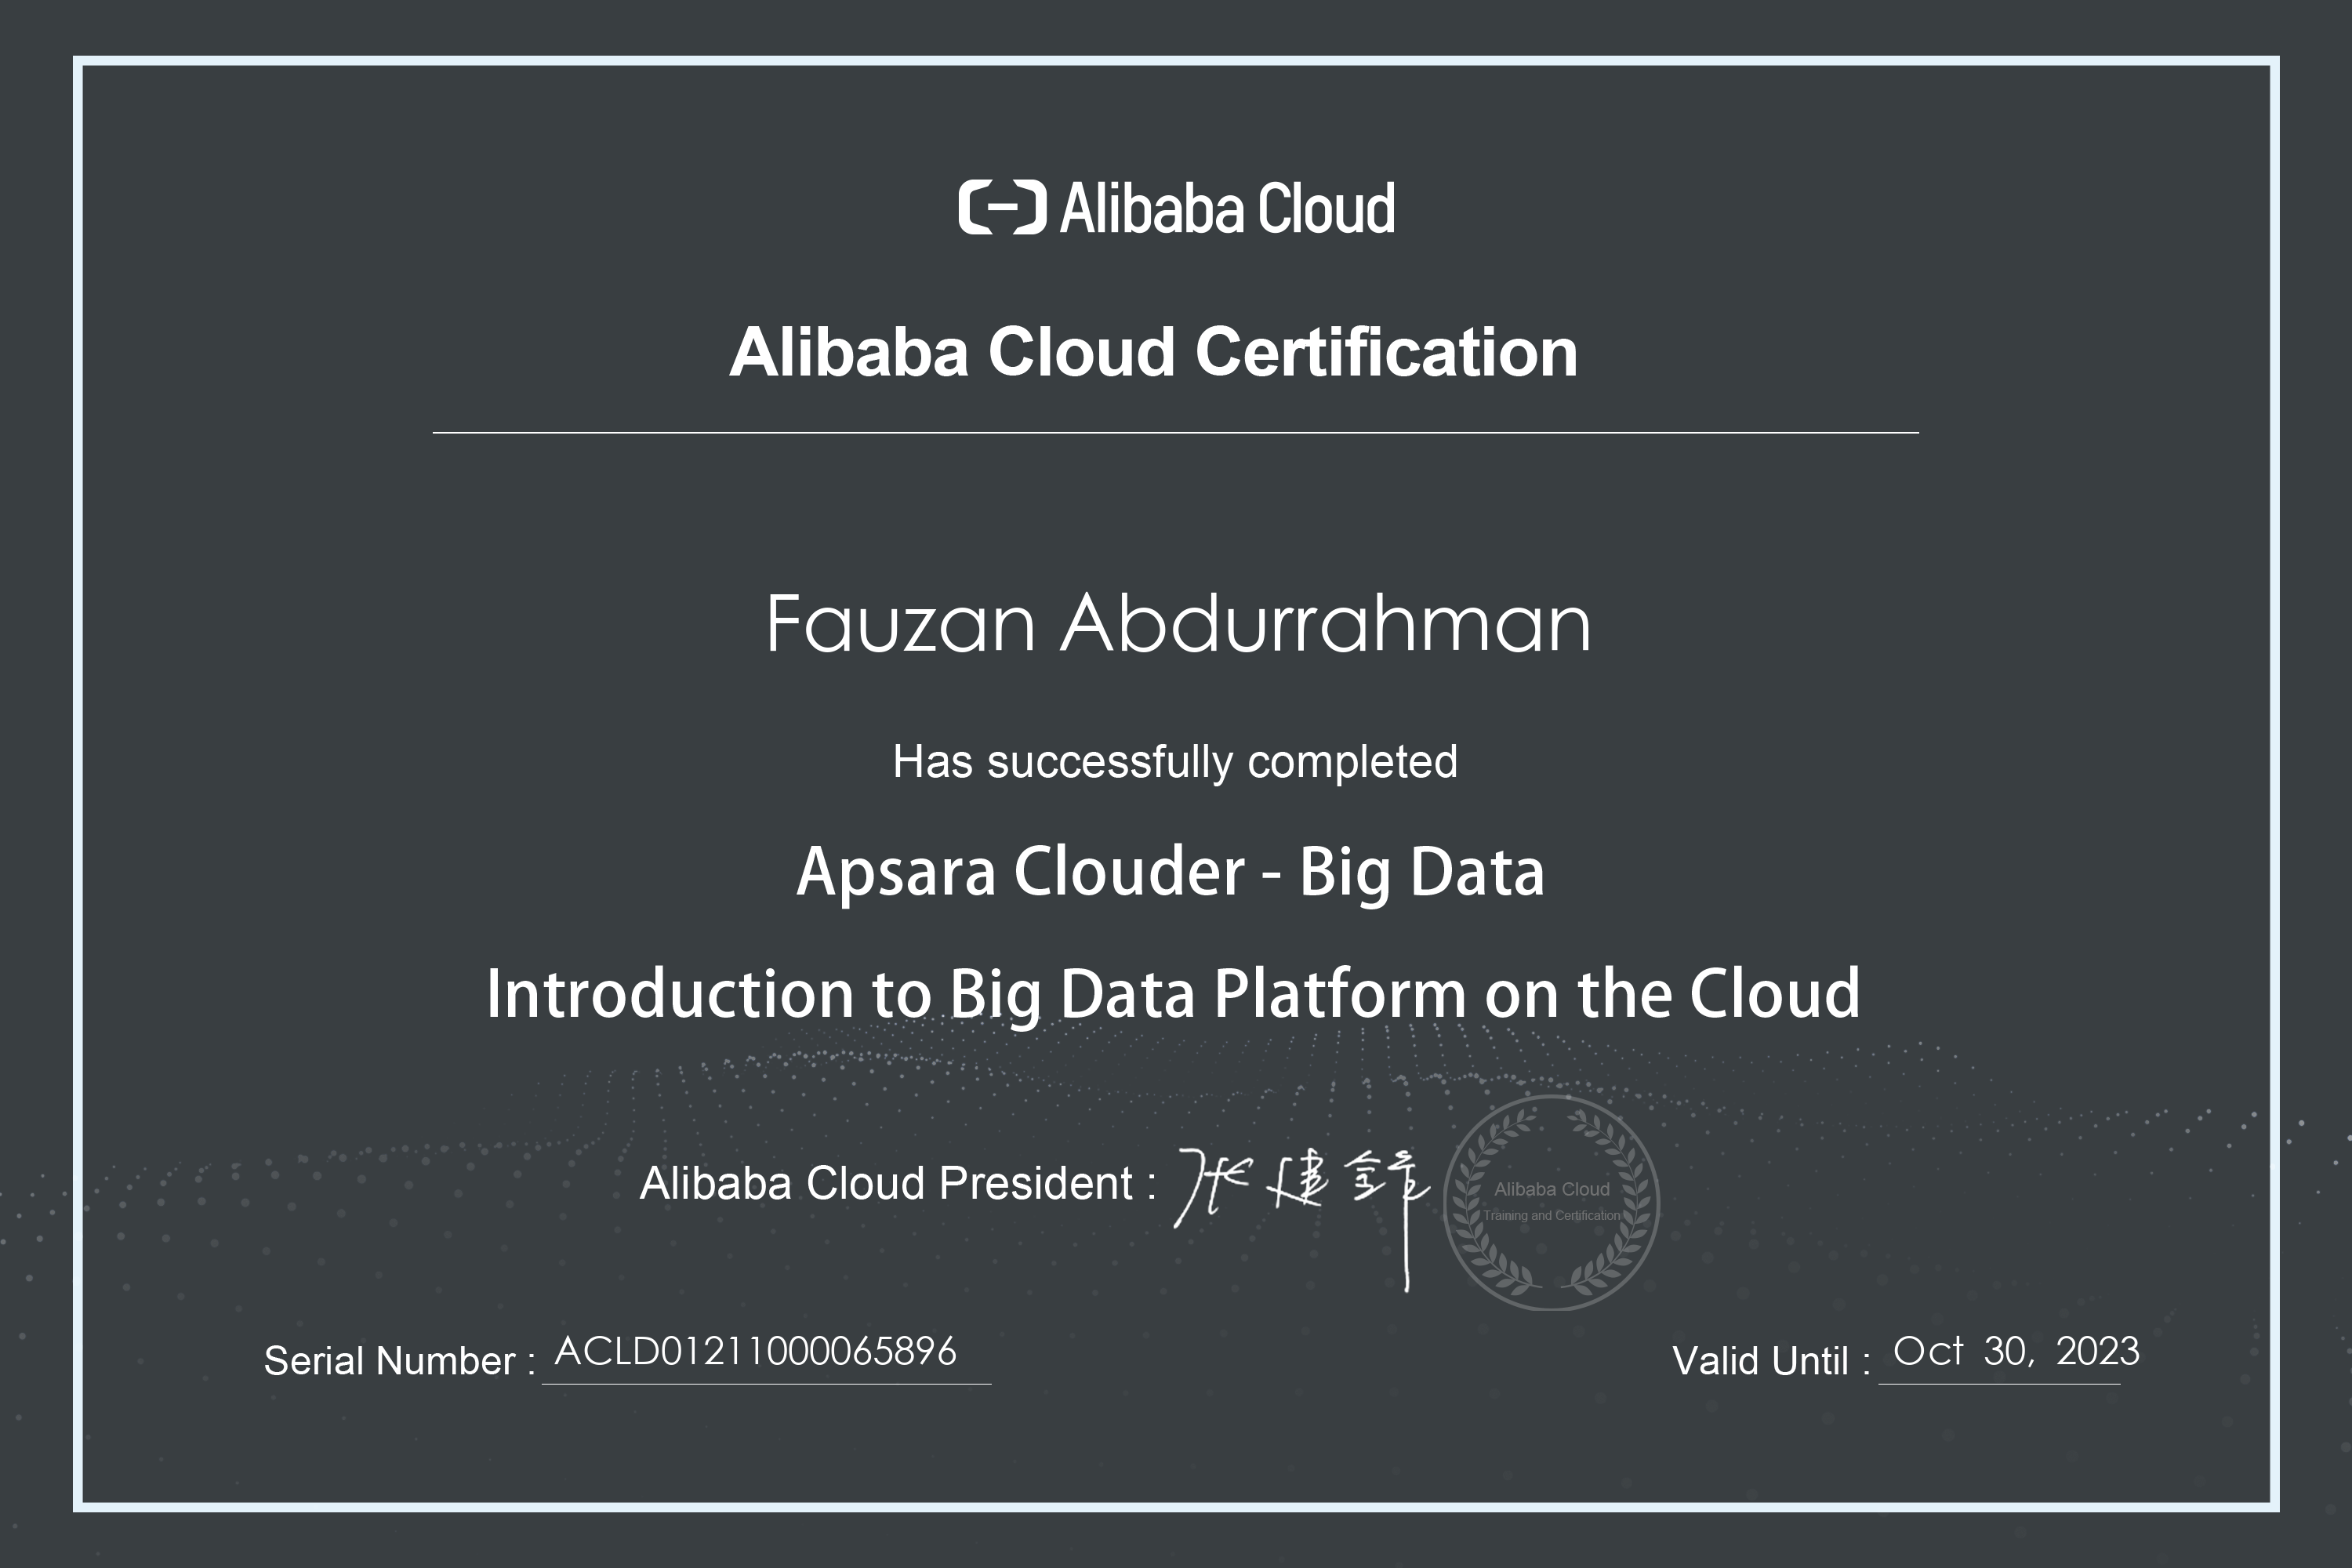 Alibaba Cloud
Alibaba Cloud Certification
Fauzan Abdurrahman
Has successfully completed
Apsara Clouder - Big Data
Introduction to Big Data Platform on the Cloud
Alibaba Cloud President : 张建锋
Alibaba Cloud
Training and Certification
Serial Number : ACLD01211000065896
Valid Until : Oct 30, 2023